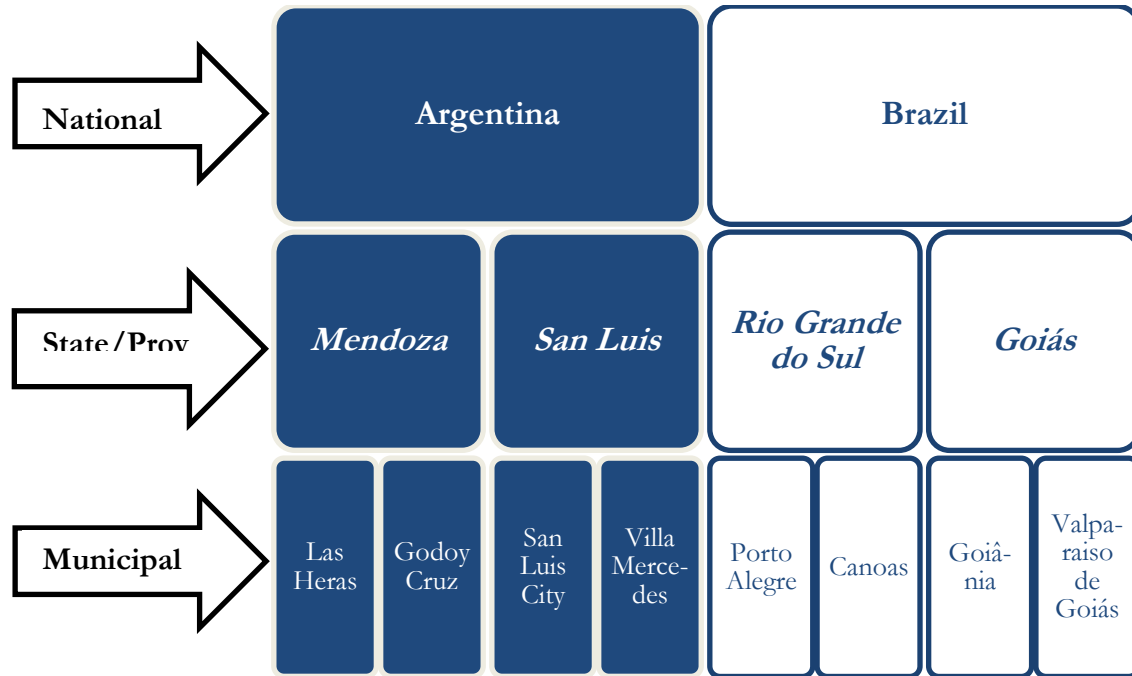 National
Argentina
Brazil
State/Prov
Mendoza
San Luis
Rio Grande
do Sul
Goiás
Municipal
Las
Heras
Godoy
Cruz
San
Luis
City
Villa
Merce-
des
Porto
Alegre
Canoas
Goiâ-
nia
Valpa-
raiso
de
Goiás